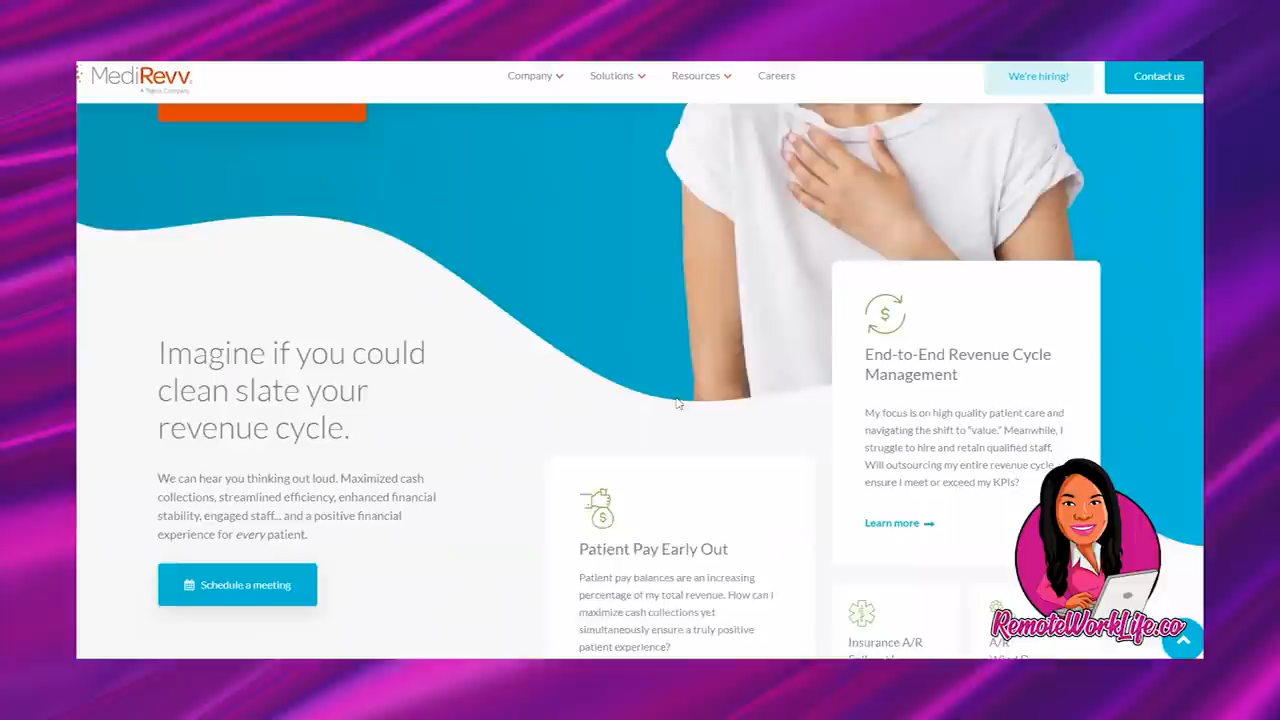 MediRevv
Company
Solutions
Resources
Careers
We're hiring!
Contact us
Imagine if you could
clean slate your
revenue cycle.
We can hear you thinking out loud. Maximized cash
collections, streamlined efficiency, enhanced financial
stability, engaged staff... and a positive financial
experience for every patient.
Schedule a meeting
Patient Pay Early Out
Patient pay balances are an increasing
percentage of my total revenue. How can I
maximize cash collections yet
simultaneously ensure a truly positive
patient experience?
End-to-End Revenue Cycle
Management
My focus is on high quality patient care and
navigating the shift to “value.” Meanwhile, I
struggle to hire and retain qualified staff.
Will outsourcing my entire revenue cycle
ensure I meet or exceed my KPIs?
Learn more
Insurance A/R
A/R
RemoteWorkLife.co